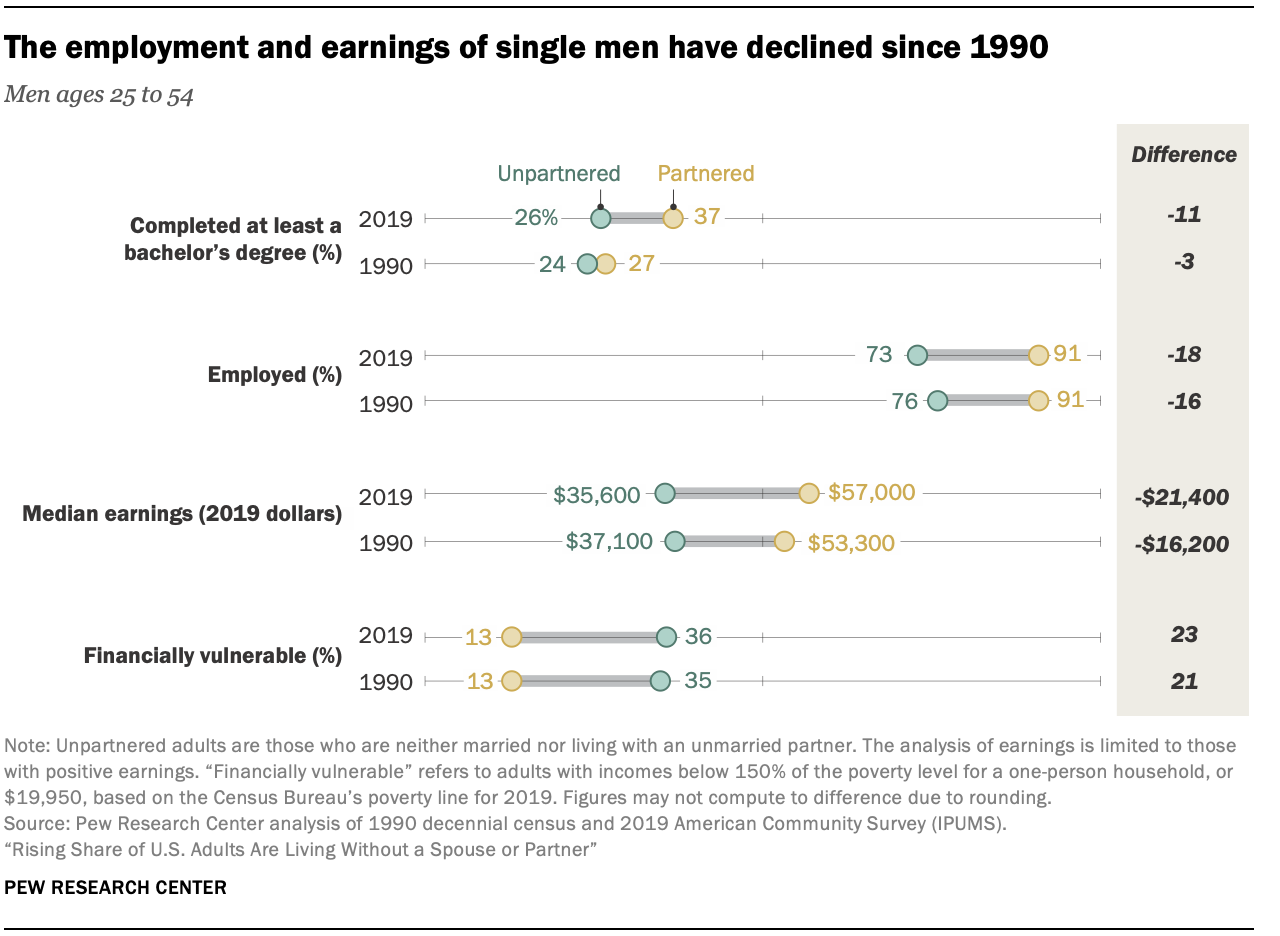 The employment and earnings of single men have declined since 1990
Men ages 25 to 54
Difference
Unpartnered Partnered
Completed at least a
bachelor’s degree (%)
2019 26% 37 -11
1990 24 27 -3
Employed (%)
2019 73 91 -18
1990 76 91 -16
Median earnings (2019 dollars)
2019 $35,600 $57,000 -$21,400
1990 $37,100 $53,300 -$16,200
Financially vulnerable (%)
2019 13 36 23
1990 13 35 21
Note: Unpartnered adults are those who are neither married nor living with an unmarried partner. The analysis of earnings is limited to those
with positive earnings. “Financially vulnerable” refers to adults with incomes below 150% of the poverty level for a one-person household, or
$19,950, based on the Census Bureau’s poverty line for 2019. Figures may not compute to difference due to rounding.
Source: Pew Research Center analysis of 1990 decennial census and 2019 American Community Survey (IPUMS).
“Rising Share of U.S. Adults Are Living Without a Spouse or Partner”
PEW RESEARCH CENTER